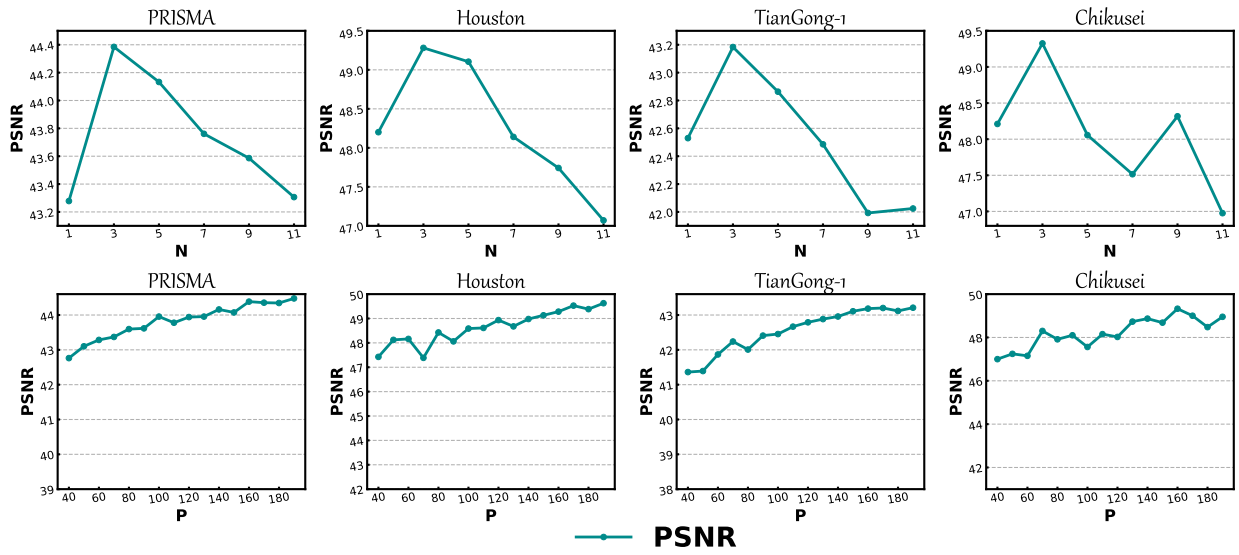 PRISMA
Houston
TianGong-1
Chikusei
PSNR
44.4
44.2
44.0
43.8
43.6
43.4
43.2
1 3 5 7 9 11
N
PSNR
49.5
49.0
48.5
48.0
47.5
47.0
1 3 5 7 9 11
N
PSNR
43.2
43.0
42.8
42.6
42.4
42.2
42.0
1 3 5 7 9 11
N
PSNR
49.5
49.0
48.5
48.0
47.5
47.0
1 3 5 7 9 11
N
PRISMA
Houston
TianGong-1
Chikusei
PSNR
44
43
42
41
40
39
40 60 80 100 120 140 160 180
P
PSNR
50
49
48
47
46
45
44
43
42
40 60 80 100 120 140 160 180
P
PSNR
43
42
41
40
39
38
40 60 80 100 120 140 160 180
P
PSNR
50
48
46
44
42
40 60 80 100 120 140 160 180
P
PSNR